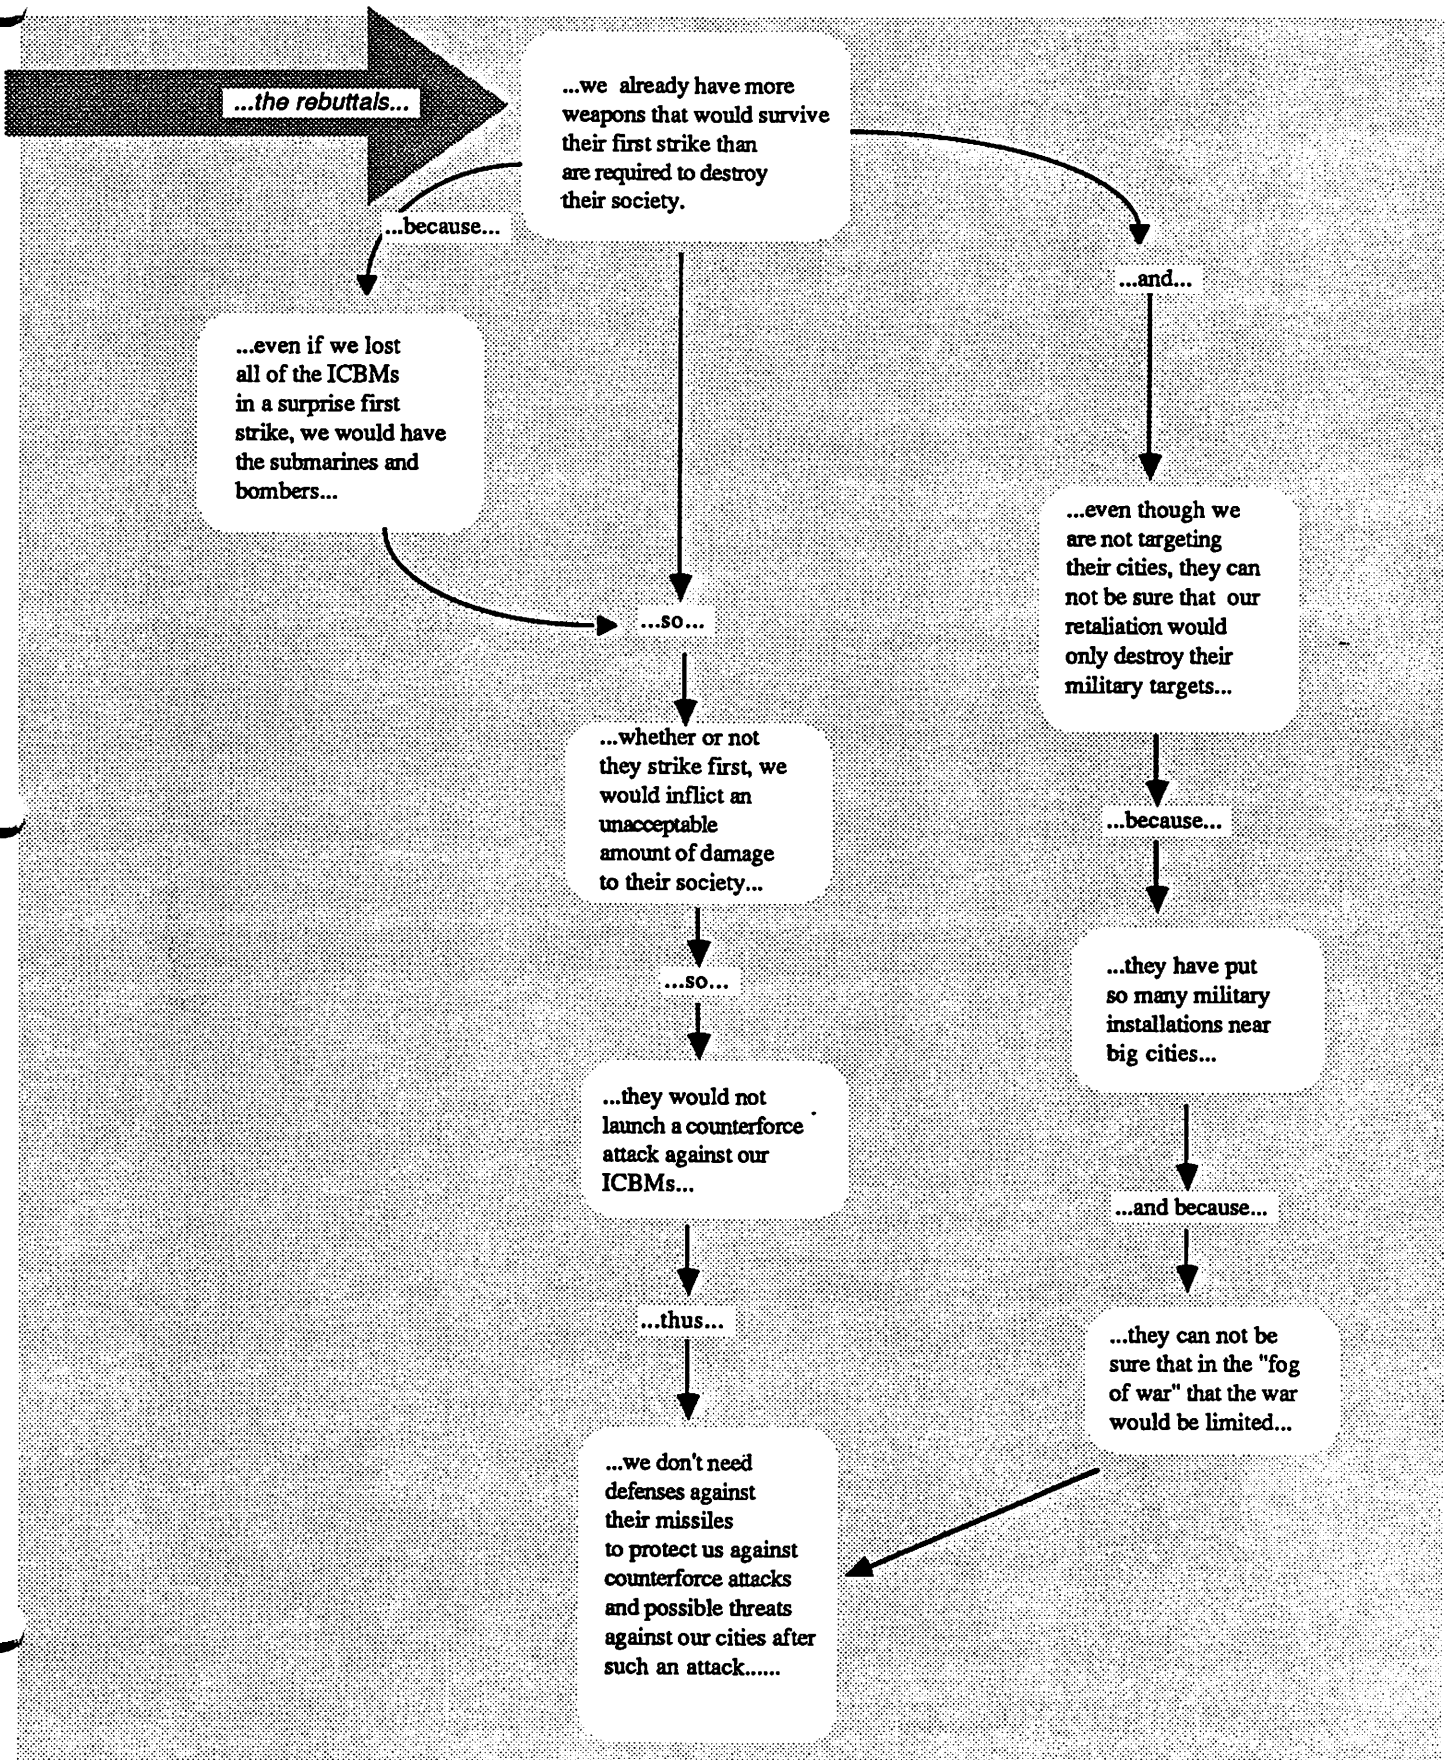 ...the rebuttals...
...we already have more
weapons that would survive
their first strike than
are required to destroy
their society.
...because...
...and...
...even if we lost
all of the ICBMs
in a surprise first
strike, we would have
the submarines and
bombers...
...so...
...whether or not
they strike first, we
would inflict an
unacceptable
amount of damage
to their society...
...so...
...they would not
launch a counterforce
attack against our
ICBMs...
...thus...
...even though we
are not targeting
their cities, they can
not be sure that our
retaliation would
only destroy their
military targets...
...because...
...they have put
so many military
installations near
big cities...
...and because...
...they can not be
sure that in the "fog
of war" that the war
would be limited...
...we don't need
defenses against
their missiles
to protect us against
counterforce attacks
and possible threats
against our cities after
such an attack......